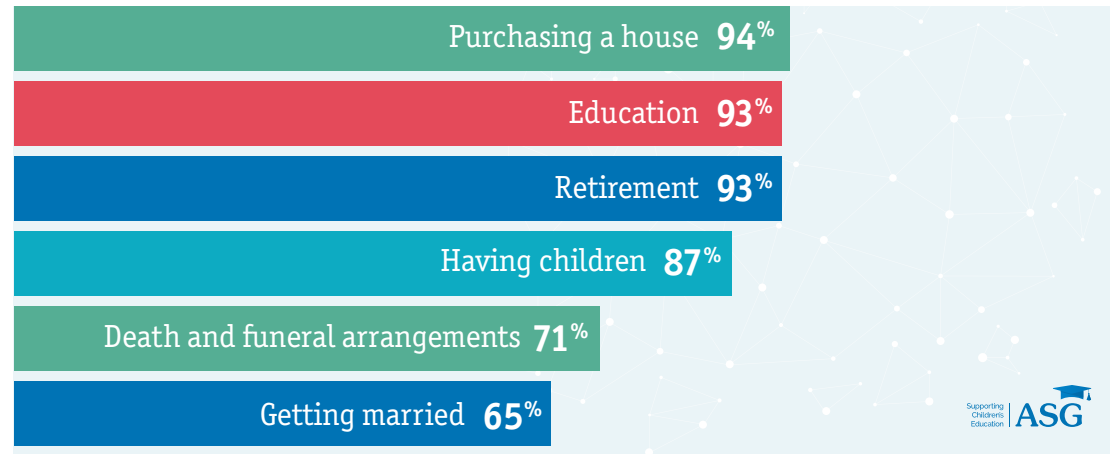 Purchasing a house 94%
Education 93%
Retirement 93%
Having children 87%
Death and funeral arrangements 71%
Getting married 65%
Supporting
Children's
Education
ASG